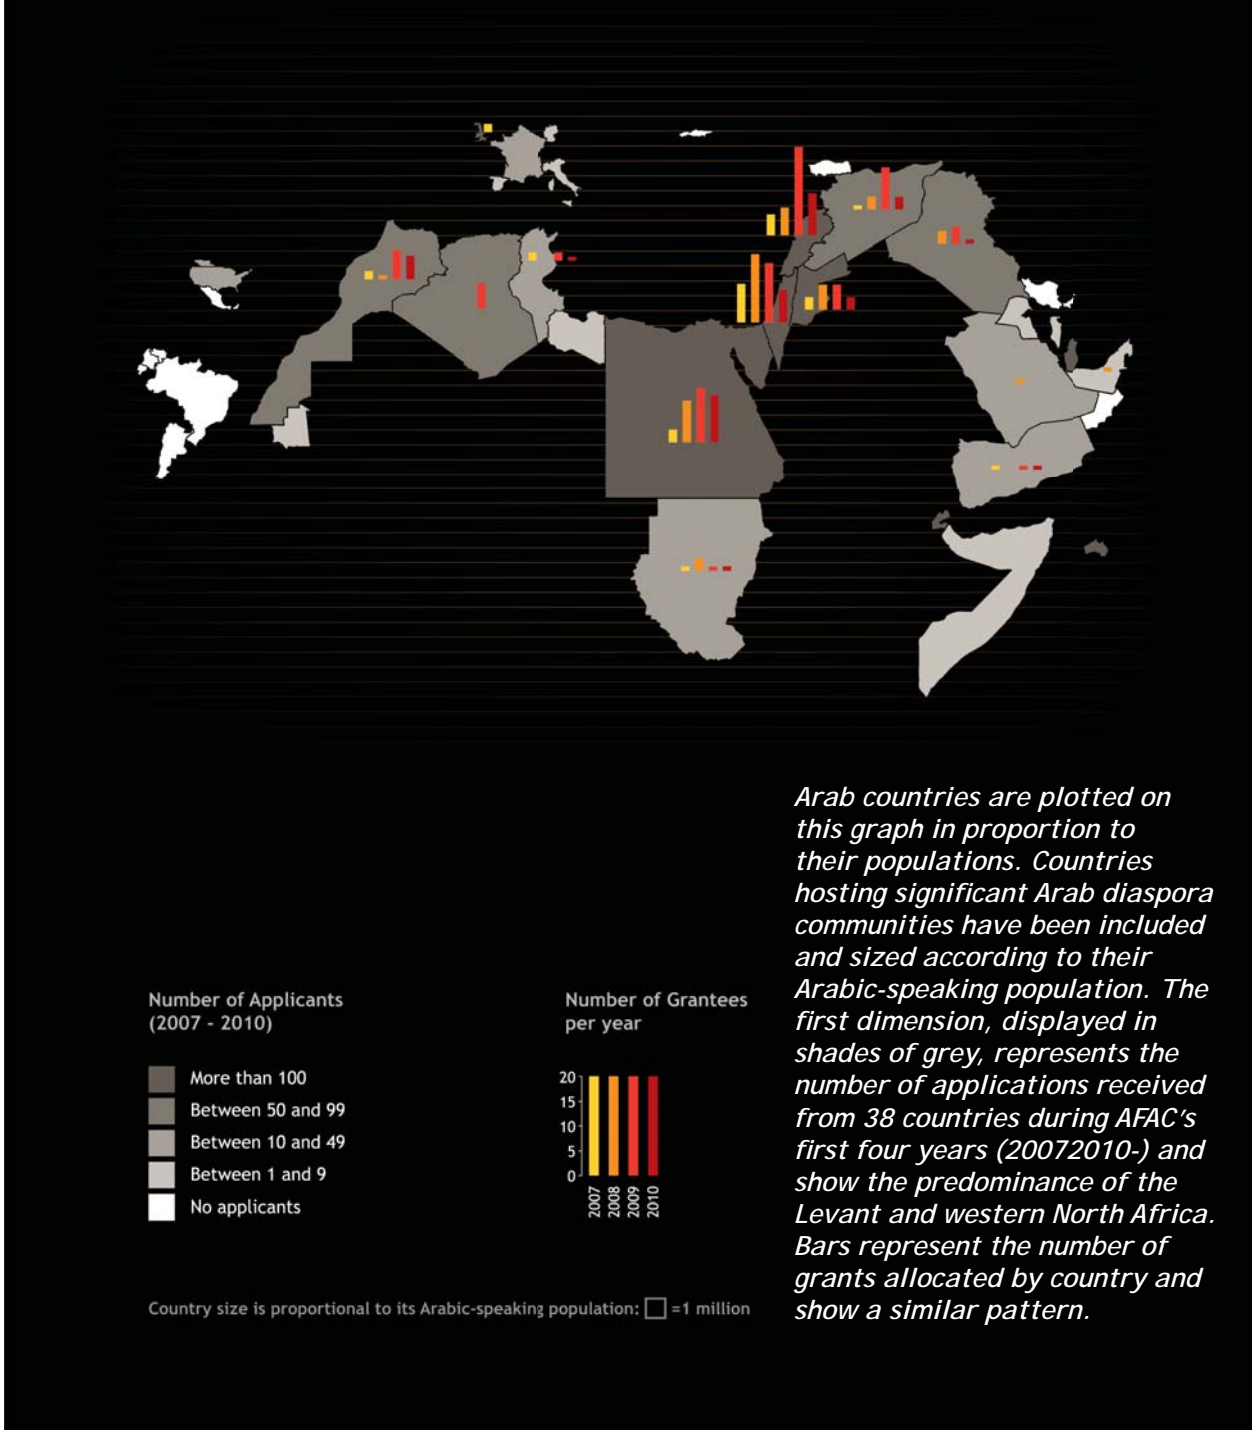 Arab countries are plotted on
this graph in proportion to
their populations. Countries
hosting significant Arab diaspora
communities have been included
and sized according to their
Arabic-speaking population. The
first dimension, displayed in
shades of grey, represents the
number of applications received
from 38 countries during AFAC's
first four years (20072010-) and
show the predominance of the
Levant and western North Africa.
Bars represent the number of
grants allocated by country and
show a similar pattern.
Number of Applicants
(2007 - 2010)
More than 100
Between 50 and 99
Between 10 and 49
Between 1 and 9
No applicants
Number of Grantees
per year
20
15
10
5
0
2007
2008
2009
2010
Country size is proportional to its Arabic-speaking population: =1 million